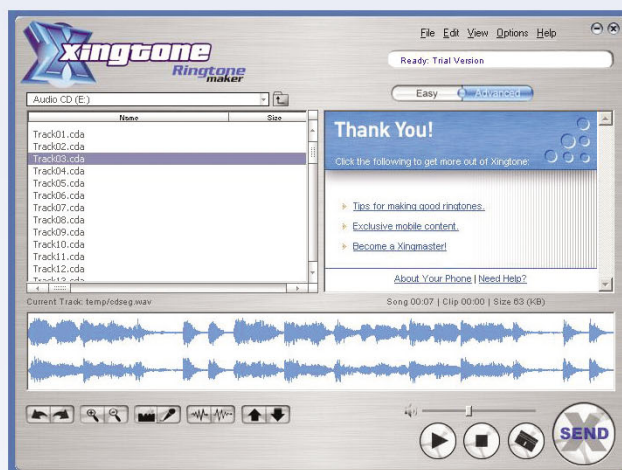 xingtone
Ringtone
maker
File Edit View Options Help
Ready: Trial Version
Easy Advanced
Audio CD (E:)
Name Size
Track01.cda
Track02.cda
Track03.cda
Track04.cda
Track05.cda
Track06.cda
Track07.cda
Track08.cda
Track09.cda
Track10.cda
Track11.cda
Track12.cda
Track13.cda
Thank You!
Click the following to get more out of Xingtone:
Tips for making good ringtones.
Exclusive mobile content.
Become a Xingmaster!
About Your Phone | Need Help?
Current Track: temp/cdseg.wav
Song 00:07 | Clip 00:00 | Size 63 (KB)
X
SEND